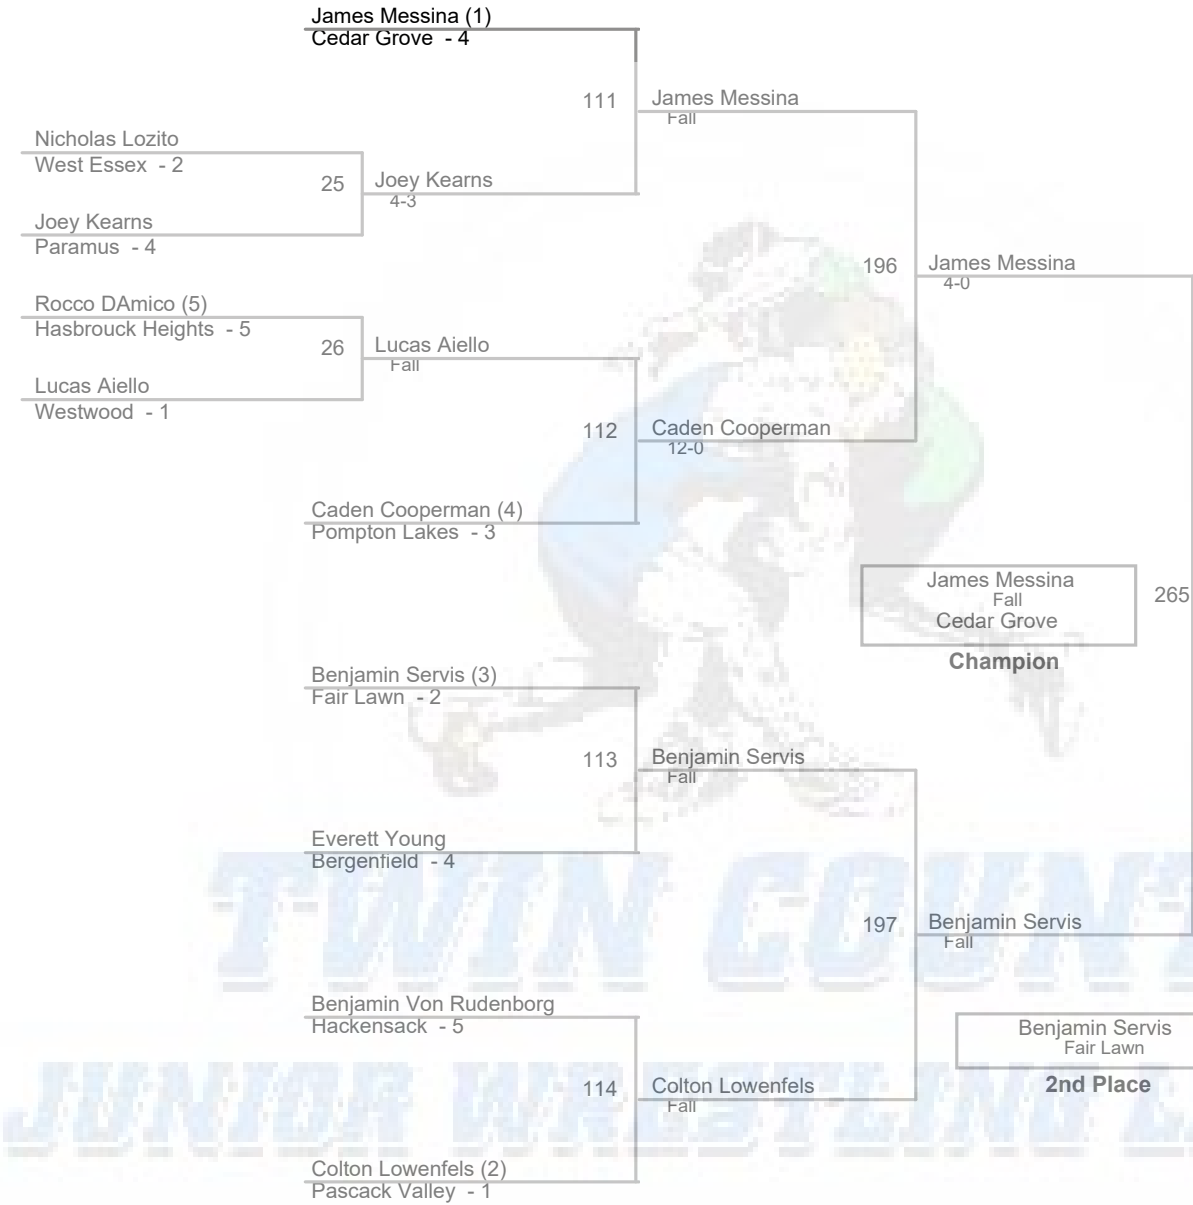 James Messina (1)
Cedar Grove - 4
111
James Messina
Fall
Nicholas Lozito
West Essex - 2
25
Joey Kearns
4-3
Joey Kearns
Paramus - 4
196
James Messina
4-0
Rocco DAmico (5)
Hasbrouck Heights - 5
26
Lucas Aiello
Fall
Lucas Aiello
Westwood - 1
112
Caden Cooperman
12-0
Caden Cooperman (4)
Pompton Lakes - 3
James Messina
Fall
Cedar Grove
265
Champion
Benjamin Servis (3)
Fair Lawn - 2
113
Benjamin Servis
Fall
Everett Young
Bergenfield - 4
TWIN COUNT
197
Benjamin Servis
Fall
Benjamin Von Rudenborg
Hackensack - 5
Benjamin Servis
Fair Lawn
2nd Place
114
Colton Lowenfels
Fall
JUNIOR WRESTLING
Colton Lowenfels (2)
Pascack Valley - 1